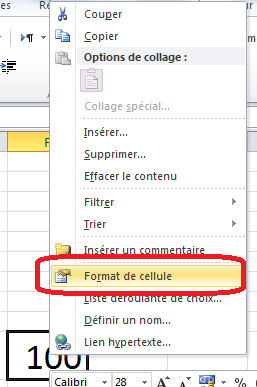 Couper
Copier
Options de collage :
Collage spécial...
Insérer...
Supprimer...
Effacer le contenu
Filtrer
Trier
Insérer un commentaire
Format de cellule
Liste déroulante de choix...
Définir un nom...
Lien hypertexte...
100
Calibri 28 A A %